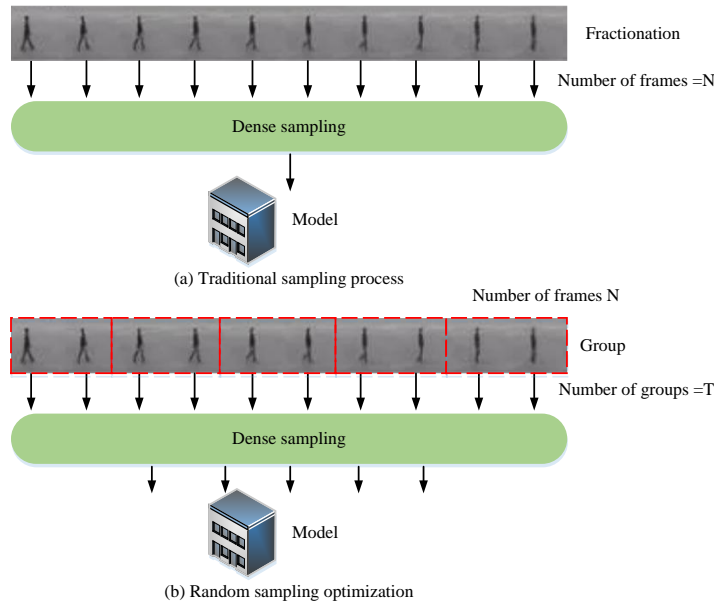 Fractionation
Number of frames =N
Dense sampling
Model
(a) Traditional sampling process
Number of frames N
Group
Number of groups =T
Dense sampling
Model
(b) Random sampling optimization